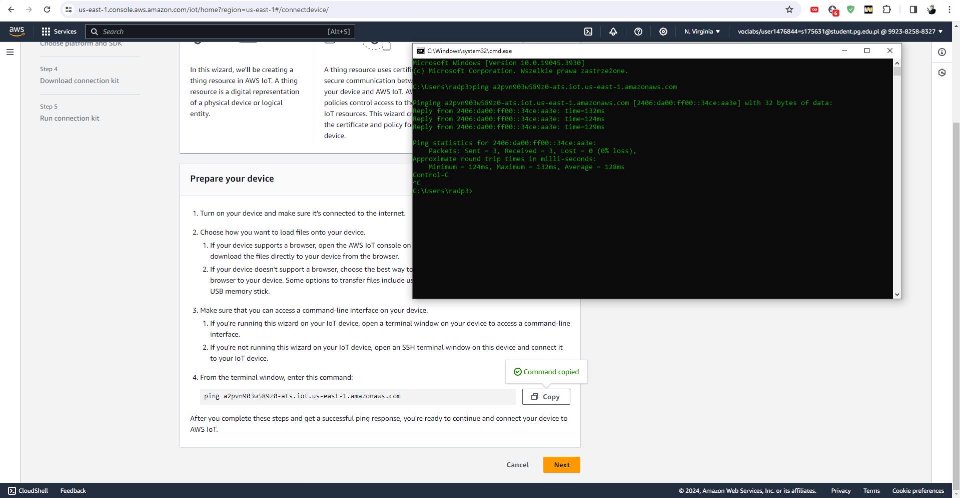 us-east-1.console.aws.amazon.com/iot/home?region=us-east-1#/connectdevice/
aws
Services
Search
[Alt+S]
N. Virginia
voclabs/user1476844=s175631@student.pg.edu.pl @ 9923-8258-8327
Choose platform and SDK
Step 4
Download connection kit
Step 5
Run connection kit
In this wizard, we'll be creating a
thing resource in AWS IoT. A thing
resource is a digital representation
of a physical device or logical
entity.
A thing resource uses certif
secure communication betw
your device and AWS IoT. A
policies control access to th
IoT resources. This wizard c
the certificate and policy fo
device.
C:\Windows\system32\cmd.exe
Microsoft Windows [Version 10.0.19045.3930]
(c) Microsoft Corporation. Wszelkie prawa zastrzeżone.
C:\Users\radp3>ping a2pvn903w58920-ats.iot.us-east-1.amazonaws.com
Pinging a2pvn903w58920-ats.iot.us-east-1.amazonaws.com [2406:da00:ff00::34ce:aa3e] with 32 bytes of data:
Reply from 2406:da00:ff00::34ce:aa3e: time=132ms
Reply from 2406:da00:ff00::34ce:aa3e: time=124ms
Reply from 2406:da00:ff00::34ce:aa3e: time=129ms
Ping statistics for 2406:da00:ff00::34ce:aa3e:
Packets: Sent = 3, Received = 3, Lost = 0 (0% loss),
Approximate round trip times in milli-seconds:
Minimum = 124ms, Maximum = 132ms, Average = 128ms
Control-C
^C
C:\Users\radp3>
Prepare your device
1. Turn on your device and make sure it's connected to the internet.
2. Choose how you want to load files onto your device.
1. If your device supports a browser, open the AWS IoT console on
download the files directly to your device from the browser.
2. If your device doesn't support a browser, choose the best way to
browser to your device. Some options to transfer files include us
USB memory stick.
3. Make sure that you can access a command-line interface on your device.
1. If you're running this wizard on your IoT device, open a terminal window on your device to access a command-line
interface.
2. If you're not running this wizard on your IoT device, open an SSH terminal window on this device and connect it
to your IoT device.
Command copied
4. From the terminal window, enter this command:
ping a2pvn903w58920-ats.iot.us-east-1.amazonaws.com
Copy
After you complete these steps and get a successful ping response, you're ready to continue and connect your device to
AWS IoT.
Cancel
Next
CloudShell
Feedback
© 2024, Amazon Web Services, Inc. or its affiliates.
Privacy
Terms
Cookie preferences